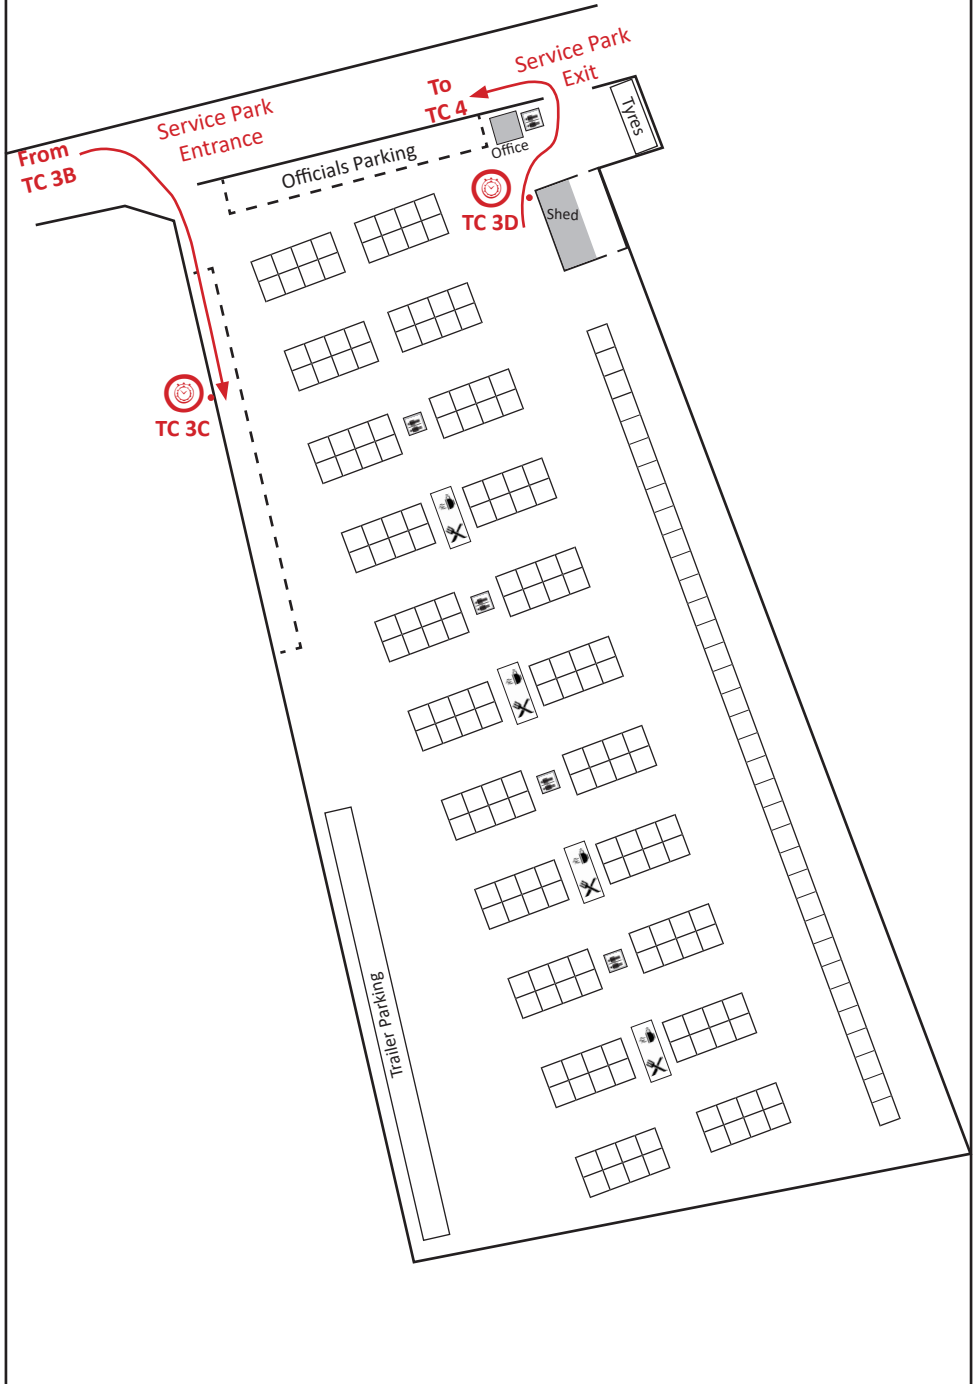 Service Park
Exit
To
TC 4
Tyres
Service Park
Entrance
From
TC 3B
Officials Parking
Office
TC 3D
Shed
TC 3C
Trailer Parking